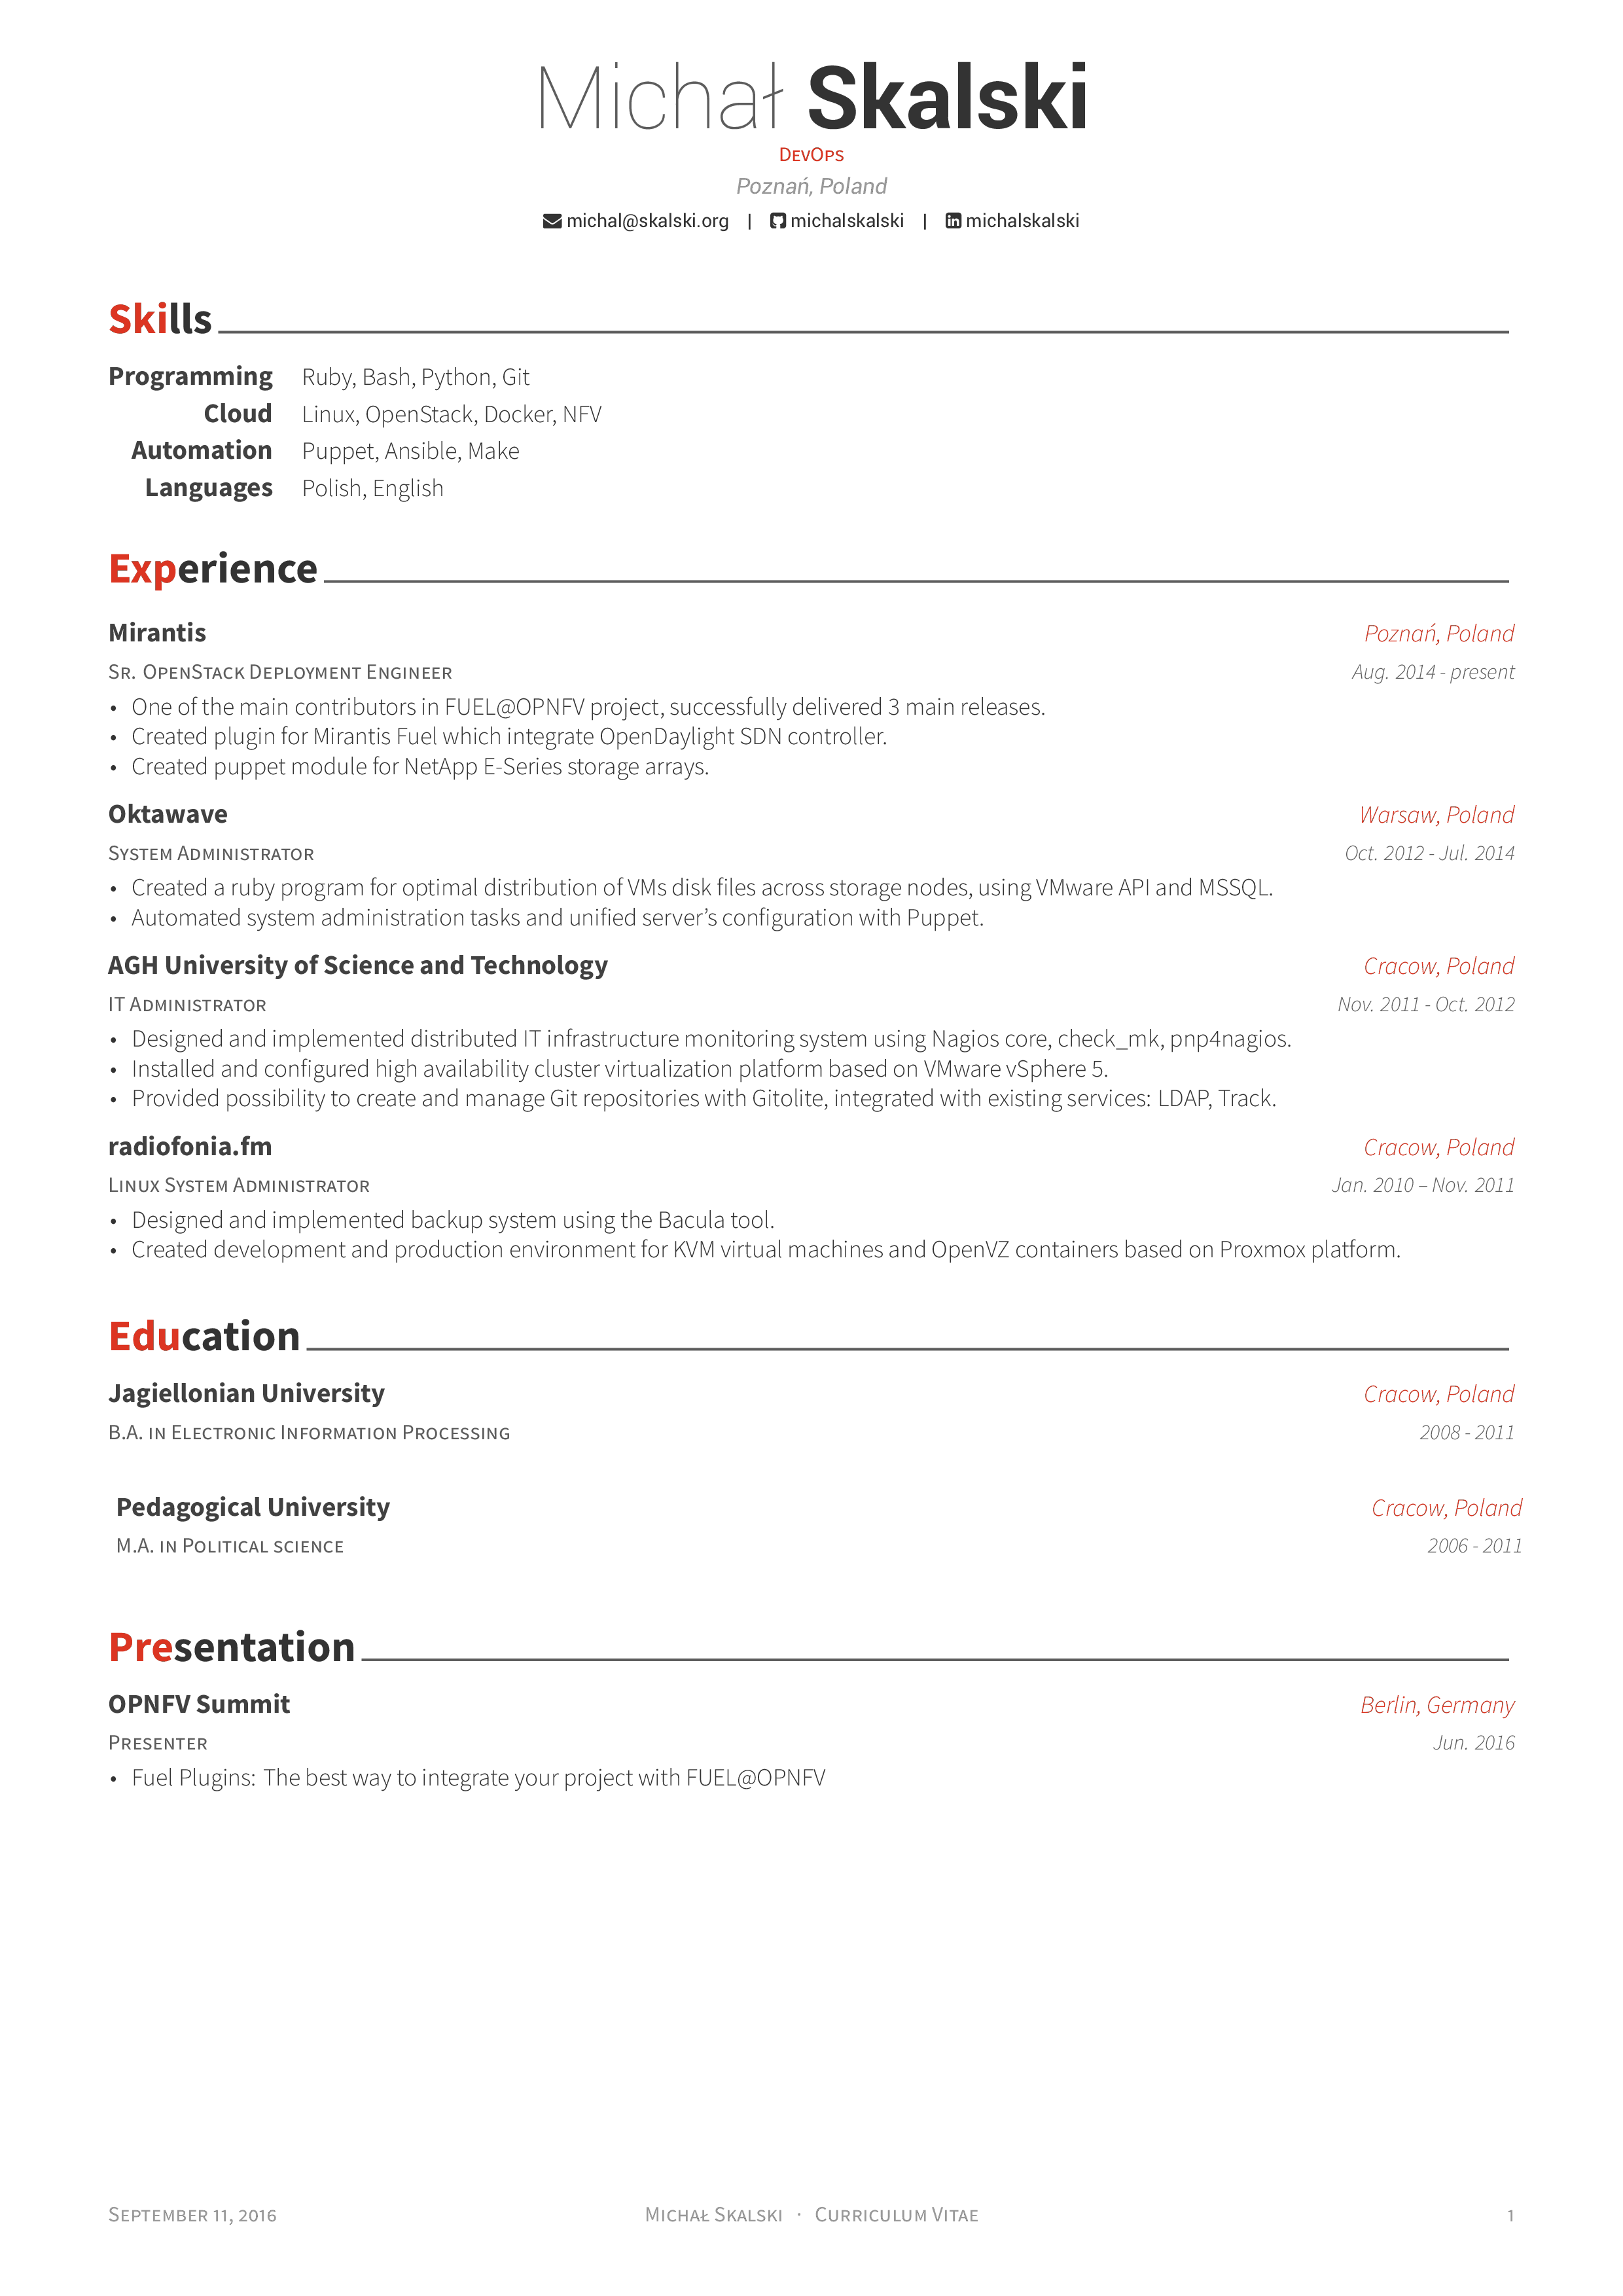 Michał Skalski
DevOps
Poznań, Poland
michal@skalski.org | michalskalski | michalskalski
Skills
Programming Ruby, Bash, Python, Git
Cloud Linux, OpenStack, Docker, NFV
Automation Puppet, Ansible, Make
Languages Polish, English
Experience
Mirantis Poznań, Poland
Sr. OpenStack Deployment Engineer Aug. 2014 - present
• One of the main contributors in FUEL@OPNFV project, successfully delivered 3 main releases.
• Created plugin for Mirantis Fuel which integrate OpenDaylight SDN controller.
• Created puppet module for NetApp E-Series storage arrays.
Oktawave Warsaw, Poland
System Administrator Oct. 2012 - Jul. 2014
• Created a ruby program for optimal distribution of VMs disk files across storage nodes, using VMware API and MSSQL.
• Automated system administration tasks and unified server’s configuration with Puppet.
AGH University of Science and Technology Cracow, Poland
IT Administrator Nov. 2011 - Oct. 2012
• Designed and implemented distributed IT infrastructure monitoring system using Nagios core, check_mk, pnp4nagios.
• Installed and configured high availability cluster virtualization platform based on VMware vSphere 5.
• Provided possibility to create and manage Git repositories with Gitolite, integrated with existing services: LDAP, Track.
radiofonia.fm Cracow, Poland
Linux System Administrator Jan. 2010 – Nov. 2011
• Designed and implemented backup system using the Bacula tool.
• Created development and production environment for KVM virtual machines and OpenVZ containers based on Proxmox platform.
Education
Jagiellonian University Cracow, Poland
B.A. in Electronic Information Processing 2008 - 2011
Pedagogical University Cracow, Poland
M.A. in Political science 2006 - 2011
Presentation
OPNFV Summit Berlin, Germany
Presenter Jun. 2016
• Fuel Plugins: The best way to integrate your project with FUEL@OPNFV
September 11, 2016 Michał Skalski · Curriculum Vitae 1